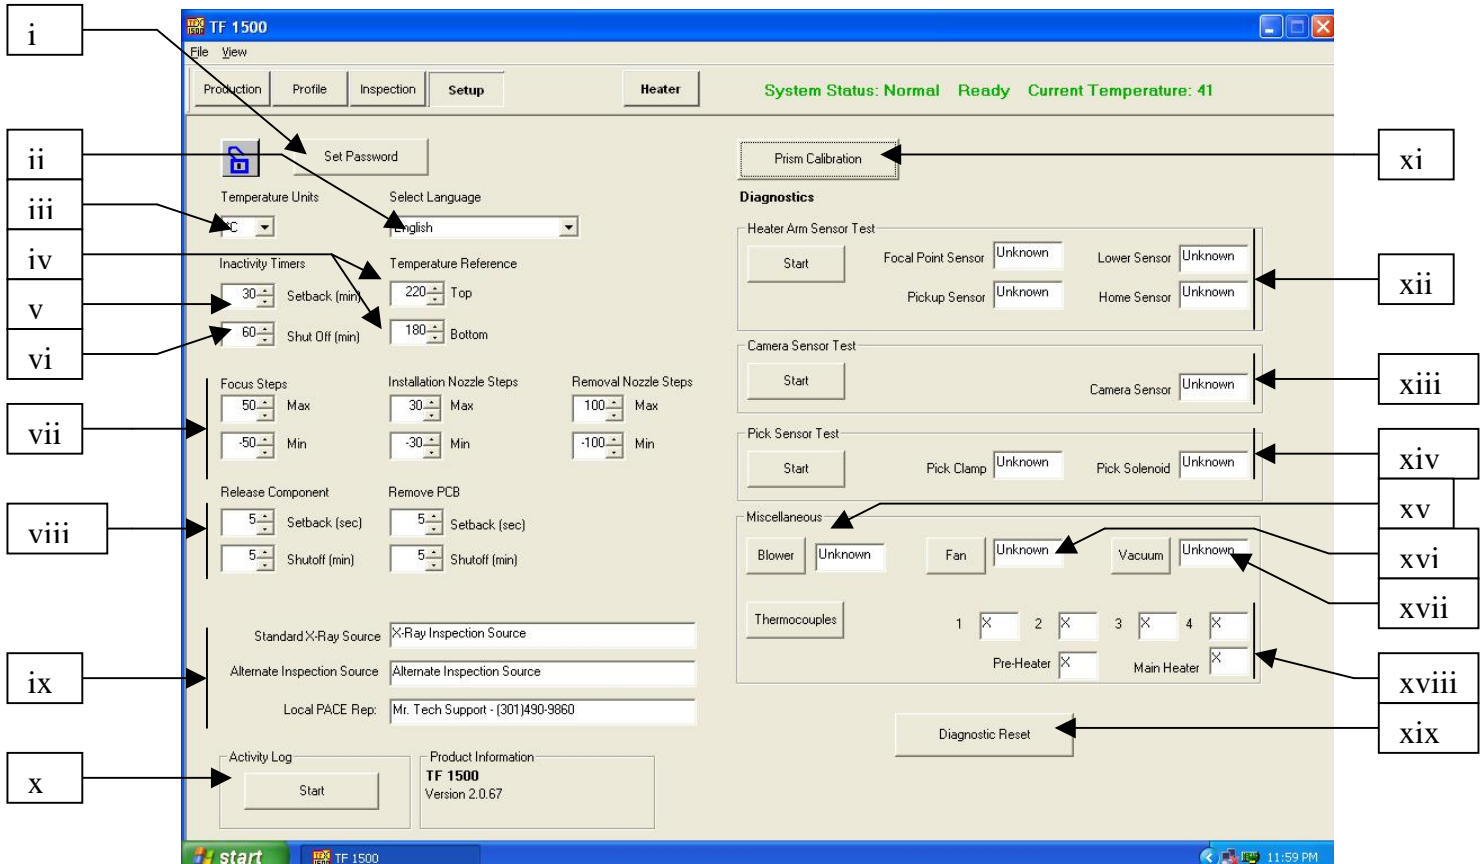 i
ii
iii
iv
v
vi
vii
viii
ix
x
TEX 1500 TF 1500
File View
Production Profile Inspection Setup Heater System Status: Normal Ready Current Temperature: 41
Set Password
Temperature Units Select Language
°C English
Inactivity Timers Temperature Reference
30 Setback (min) 220 Top
60 Shut Off (min) 180 Bottom
Focus Steps Installation Nozzle Steps Removal Nozzle Steps
50 Max 30 Max 100 Max
-50 Min -30 Min -100 Min
Release Component Remove PCB
5 Setback (sec) 5 Setback (sec)
5 Shutoff (min) 5 Shutoff (min)
Standard X-Ray Source X-Ray Inspection Source
Alternate Inspection Source Alternate Inspection Source
Local PACE Rep: Mr. Tech Support - (301)490-9860
Activity Log
Start
Product Information
TF 1500
Version 2.0.67
Prism Calibration
Diagnostics
Heater Arm Sensor Test
Start Focal Point Sensor Unknown Lower Sensor Unknown
Pickup Sensor Unknown Home Sensor Unknown
Camera Sensor Test
Start Camera Sensor Unknown
Pick Sensor Test
Start Pick Clamp Unknown Pick Solenoid Unknown
Miscellaneous
Blower Unknown Fan Unknown Vacuum Unknown
Thermocouples 1 X 2 X 3 X 4 X
Pre-Heater X Main Heater X
Diagnostic Reset
xi
xii
xiii
xiv
xv
xvi
xvii
xviii
xix
start TF 1500 11:59 PM